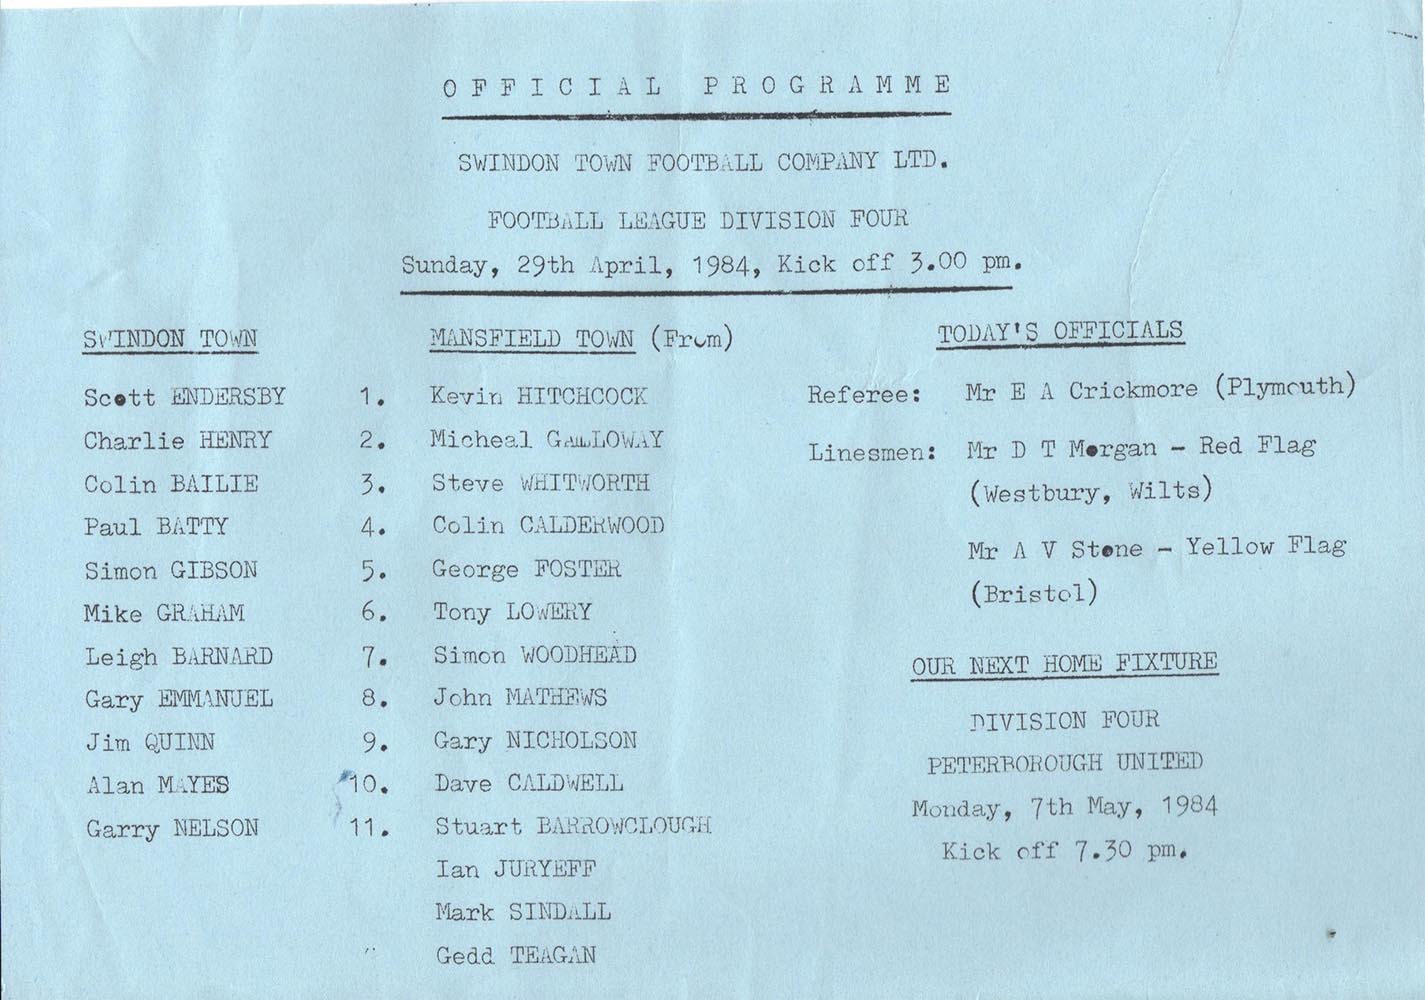 OFFICIAL PROGRAMME
SWINDON TOWN FOOTBALL COMPANY LTD.
FOOTBALL LEAGUE DIVISION FOUR
Sunday, 29th April, 1984, Kick off 3.00 pm.
SWINDON TOWN
Scott ENDERSBY 1.
Charlie HENRY 2.
Colin BAILIE 3.
Paul BATTY 4.
Simon GIBSON 5.
Mike GRAHAM 6.
Leigh BARNARD 7.
Gary EMMANUEL 8.
Jim QUINN 9.
Alan MAYES 10.
Garry NELSON 11.
MANSFIELD TOWN (From)
Kevin HITCHCOCK
Micheal GALLOWAY
Steve WHITWORTH
Colin CALDERWOOD
George FOSTER
Tony LOWERY
Simon WOODHEAD
John MATHEWS
Gary NICHOLSON
Dave CALDWELL
Stuart BARROWCLOUGH
Ian JURYEFF
Mark SINDALL
Gedd TEAGAN
TODAY'S OFFICIALS
Referee: Mr E A Crickmore (Plymouth)
Linesmen: Mr D T Morgan - Red Flag
(Westbury, Wilts)
Mr A V Stone - Yellow Flag
(Bristol)
OUR NEXT HOME FIXTURE
DIVISION FOUR
PETERBOROUGH UNITED
Monday, 7th May, 1984
Kick off 7.30 pm.